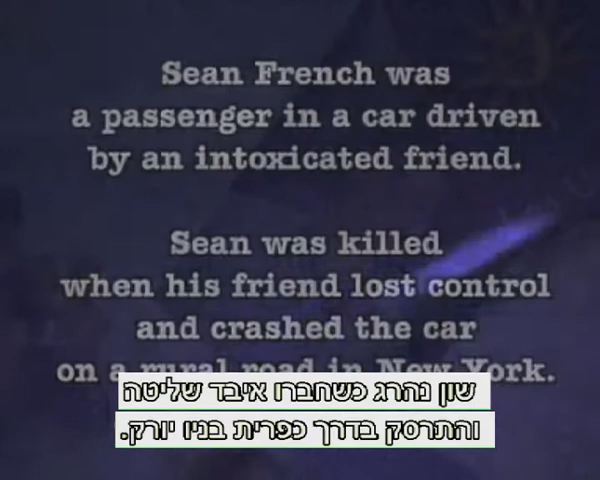 Sean French was
a passenger in a car driven
by an intoxicated friend.
Sean was killed
when his friend lost control
and crashed the car
on a rural road in New York.
שון נהרג כשחברו איבד שליטה
והתרסק בדרך כפרית בניו יורק.